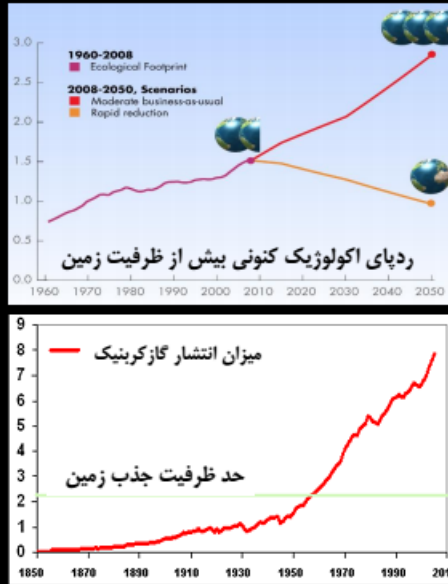 3.0
1960-2008
Ecological Footprint
2.5
2008-2050, Scenarios
Moderate business-as-usual
Rapid reduction
2.0
1.5
1.0
0.5
ردپای اکولوژیک کنونی بیش از ظرفیت زمین
0.0
1960 1970 1980 1990 2000 2010 2020 2030 2040 2050
9
8
میزان انتشار گازکربنیک
7
6
5
4
3
حد ظرفیت جذب زمین
2
1
0
1850 1870 1890 1910 1930 1950 1970 1990 201